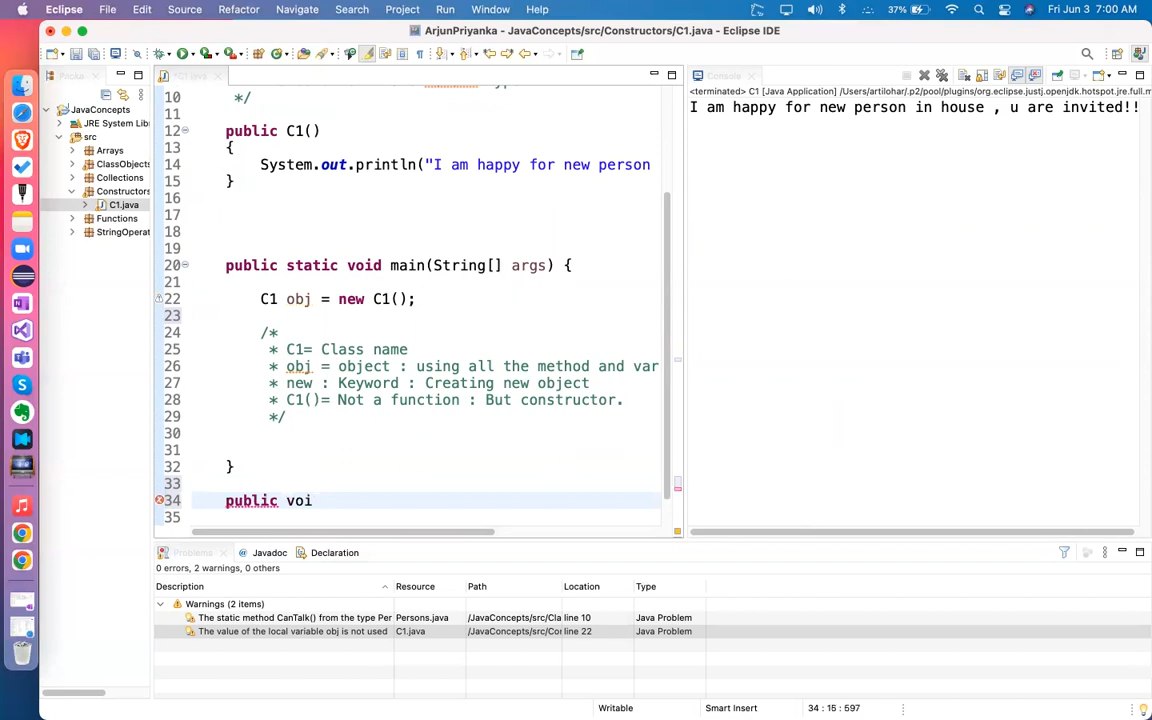 Eclipse File Edit Source Refactor Navigate Search Project Run Window Help 37% Fri Jun 3 7:00 AM
ArjunPriyanka - JavaConcepts/src/Constructors/C1.java - Eclipse IDE
Packa
*C1.java
Console
<terminated> C1 [Java Application] /Users/artilohar/.p2/pool/plugins/org.eclipse.justj.openjdk.hotspot.jre.full.m
I am happy for new person in house , u are invited!!
JavaConcepts
JRE System Lib
src
Arrays
ClassObjects
Collections
Constructors
C1.java
Functions
StringOperat
10 */
11
12 public C1()
13 {
14 System.out.println("I am happy for new person
15 }
16
17
18
19
20 public static void main(String[] args) {
21
22 C1 obj = new C1();
23
24 /*
25 * C1= Class name
26 * obj = object : using all the method and var
27 * new : Keyword : Creating new object
28 * C1()= Not a function : But constructor.
29 */
30
31
32 }
33
34 public voi
35
Problems @ Javadoc Declaration
0 errors, 2 warnings, 0 others
Description Resource Path Location Type
Warnings (2 items)
The static method CanTalk() from the type Per Persons.java /JavaConcepts/src/Cla line 10 Java Problem
The value of the local variable obj is not used C1.java /JavaConcepts/src/Co line 22 Java Problem
Writable Smart Insert 34 : 15 : 597